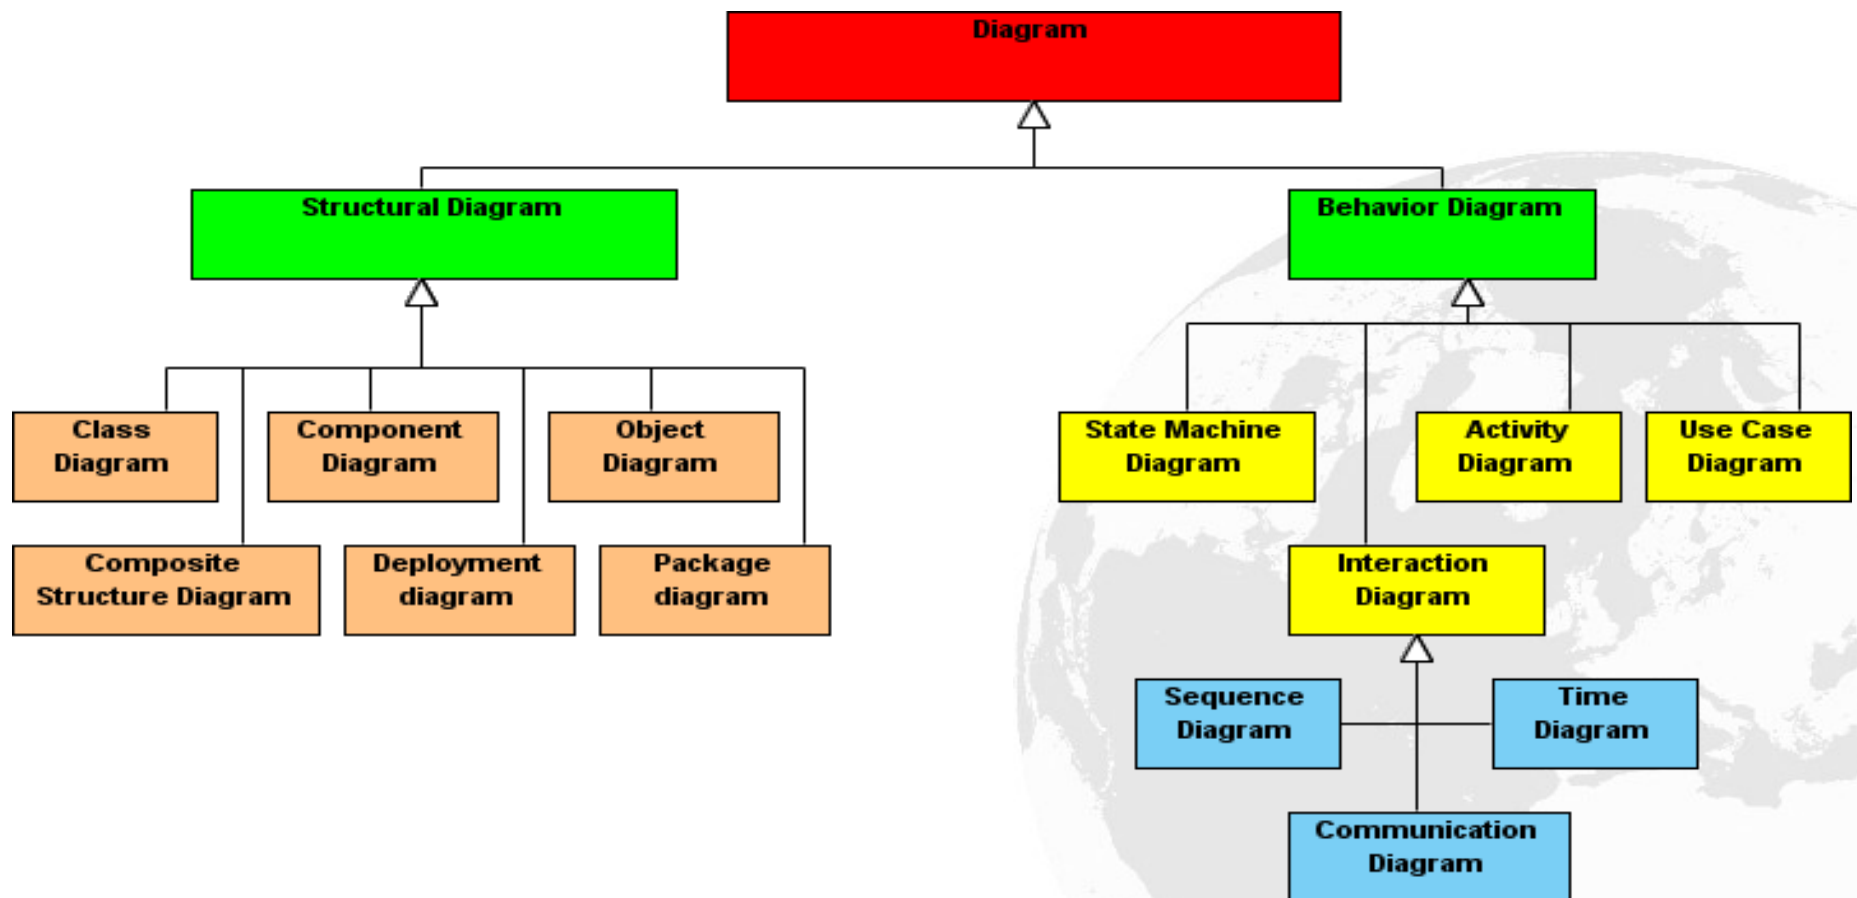 Diagram
Structural Diagram
Behavior Diagram
Class
Diagram
Component
Diagram
Object
Diagram
State Machine
Diagram
Activity
Diagram
Use Case
Diagram
Composite
Structure Diagram
Deployment
diagram
Package
diagram
Interaction
Diagram
Sequence
Diagram
Time
Diagram
Communication
Diagram